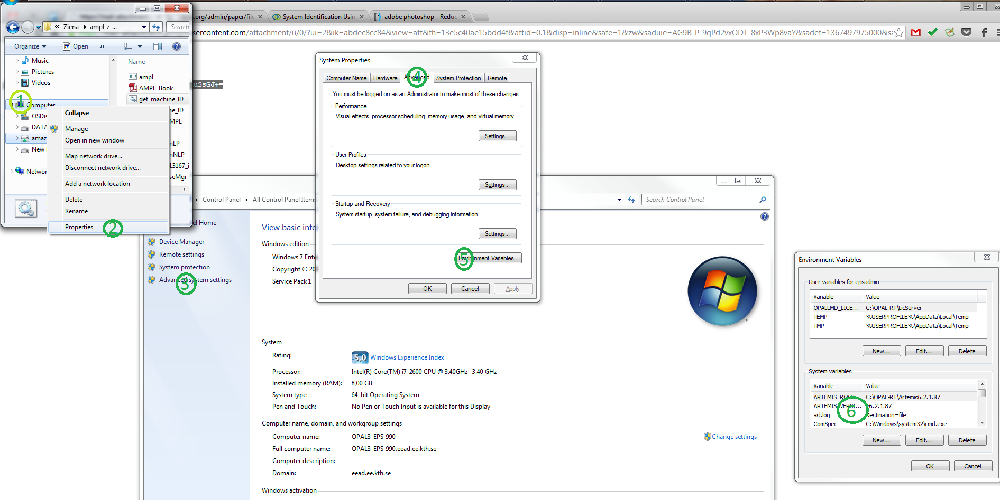 .org/admin/paper/file
System Identification Usin
adobe photoshop - Reduc
sercontent.com/attachment/u/0/?ui=2&ik=abdec8cc84&view=att&th=13e5c40ae15bdd4f&attid=0.1&disp=inline&safe=1&zw&saduie=AG9B_P_9qPd2vxODT-8xP3Wp8vaY&sadet=1367497975000&s
« Ziena ▸ ampl-z-...
Search
Organize
Open
»
Music
Pictures
Videos
Computer
OSDis
DATA
amaz
New
Networ
Name
ampl
AMPL_Book
get_machine_ID
ne_ID
MPL
nLP
nNLP
13167_i
seMgr_
uSsGJ+=
1
Collapse
Manage
Open in new window
Map network drive...
Disconnect network drive...
Add a network location
Delete
Rename
Properties
2
System Properties
Computer Name
Hardware
Advanced
System Protection
Remote
4
You must be logged on as an Administrator to make most of these changes.
Performance
Visual effects, processor scheduling, memory usage, and virtual memory
Settings...
User Profiles
Desktop settings related to your logon
Settings...
Startup and Recovery
System startup, system failure, and debugging information
Settings...
Environment Variables...
5
OK
Cancel
Apply
Control Panel ▸ All Control Panel Items
Search Control Panel
el Home
Device Manager
Remote settings
System protection
Advanced system settings
3
View basic info
Windows edition
Windows 7 Ente
Copyright © 20
Service Pack 1
System
Rating:
5,0 Windows Experience Index
Processor:
Intel(R) Core(TM) i7-2600 CPU @ 3.40GHz 3.40 GHz
Installed memory (RAM):
8,00 GB
System type:
64-bit Operating System
Pen and Touch:
No Pen or Touch Input is available for this Display
Computer name, domain, and workgroup settings
Computer name:
OPAL3-EPS-990
Change settings
Full computer name:
OPAL3-EPS-990.eead.ee.kth.se
Computer description:
Domain:
eead.ee.kth.se
Windows activation
Environment Variables
User variables for epsadmin
Variable Value
OPALLMD_LICE... C:\OPAL-RT\LicServer
TEMP %USERPROFILE%\AppData\Local\Temp
TMP %USERPROFILE%\AppData\Local\Temp
New... Edit... Delete
System variables
Variable Value
ARTEMIS_ROOT C:\OPAL-RT\Artemis6.2.1.87
ARTEMIS_VERSI... v6.2.1.87
asl.log Destination=file
ComSpec C:\Windows\system32\cmd.exe
6
New... Edit... Delete
OK Cancel